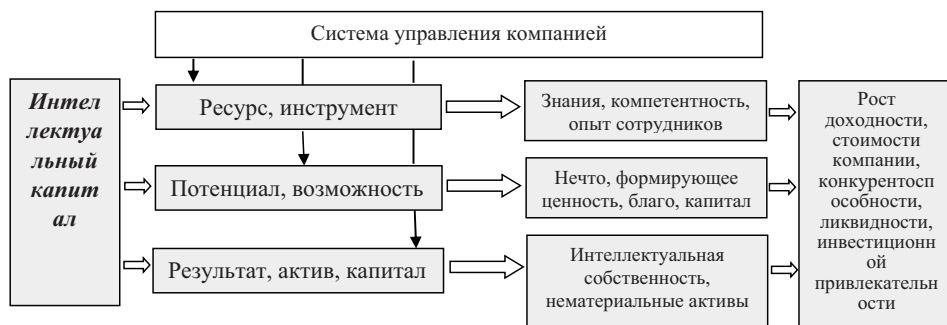 Система управления компанией
Интел
лектуа
льный
капит
ал
Ресурс, инструмент
Знания, компетентность,
опыт сотрудников
Потенциал, возможность
Нечто, формирующее
ценность, благо, капитал
Результат, актив, капитал
Интеллектуальная
собственность,
нематериальные активы
Рост
доходности,
стоимости
компании,
конкурентосп
особности,
ликвидности,
инвестиционн
ой
привлекательн
ости